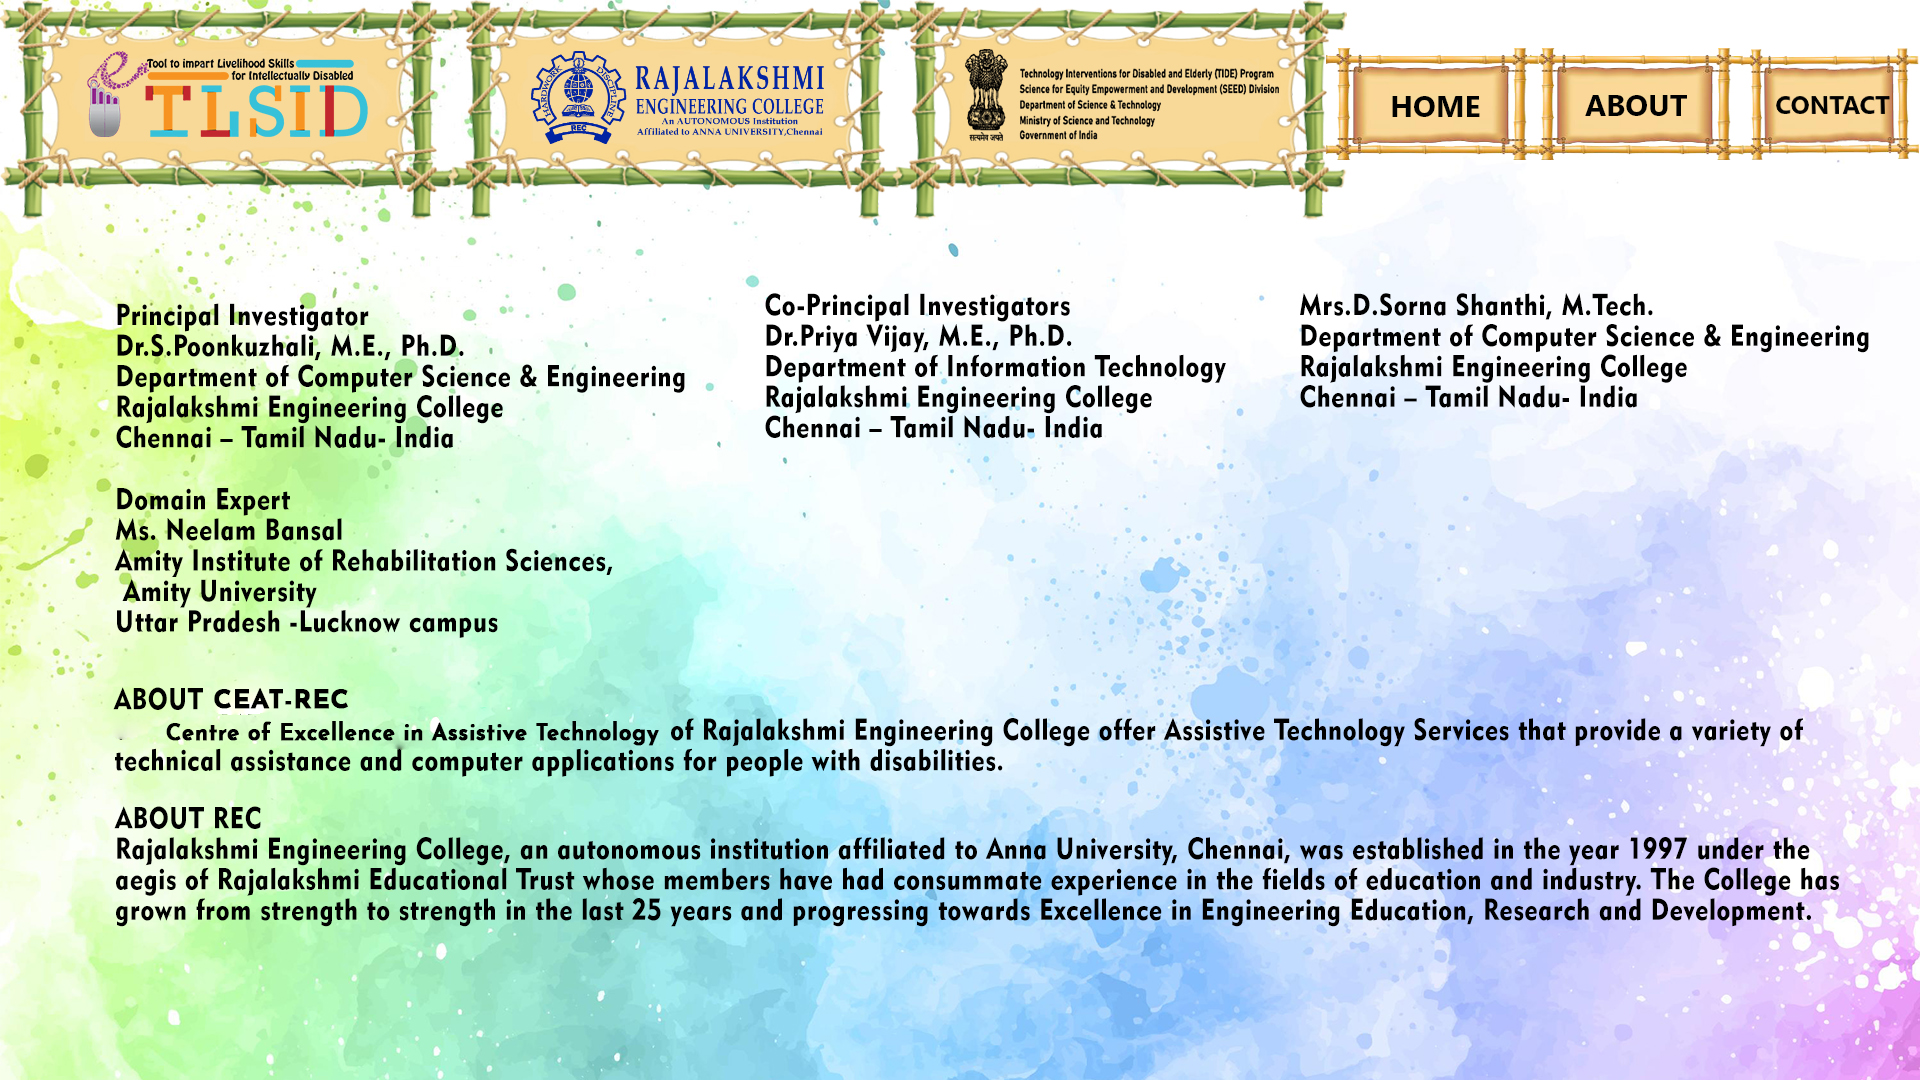 Tool to impart Livelihood Skills
for Intellectually Disabled
e TLSID
HARDWORK DISCIPLINE
REC
RAJALAKSHMI
ENGINEERING COLLEGE
An AUTONOMOUS Institution
Affiliated to ANNA UNIVERSITY,Chennai
सत्यमेव जयते
Technology Interventions for Disabled and Elderly (TIDE) Program
Science for Equity Empowerment and Development (SEED) Division
Department of Science & Technology
Ministry of Science and Technology
Government of India
HOME
ABOUT
CONTACT
Principal Investigator
Dr.S.Poonkuzhali, M.E., Ph.D.
Department of Computer Science & Engineering
Rajalakshmi Engineering College
Chennai – Tamil Nadu- India
Co-Principal Investigators
Dr.Priya Vijay, M.E., Ph.D.
Department of Information Technology
Rajalakshmi Engineering College
Chennai – Tamil Nadu- India
Mrs.D.Sorna Shanthi, M.Tech.
Department of Computer Science & Engineering
Rajalakshmi Engineering College
Chennai – Tamil Nadu- India
Domain Expert
Ms. Neelam Bansal
Amity Institute of Rehabilitation Sciences,
Amity University
Uttar Pradesh -Lucknow campus
ABOUT CEAT-REC
Centre of Excellence in Assistive Technology of Rajalakshmi Engineering College offer Assistive Technology Services that provide a variety of
technical assistance and computer applications for people with disabilities.
ABOUT REC
Rajalakshmi Engineering College, an autonomous institution affiliated to Anna University, Chennai, was established in the year 1997 under the
aegis of Rajalakshmi Educational Trust whose members have had consummate experience in the fields of education and industry. The College has
grown from strength to strength in the last 25 years and progressing towards Excellence in Engineering Education, Research and Development.